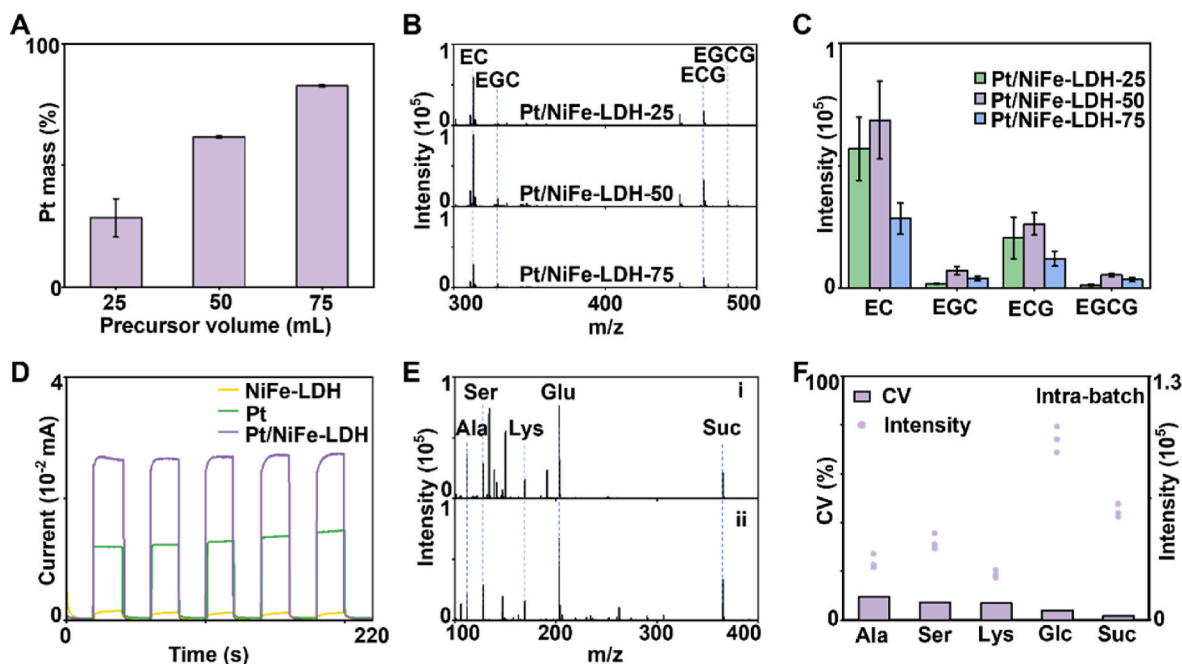 A
100
Pt mass (%)
0
25 50 75
Precursor volume (mL)
B
1
EC
EGC
EGCG
ECG
Pt/NiFe-LDH-25
0
1
Pt/NiFe-LDH-50
0
1
Pt/NiFe-LDH-75
0
Intensity (10⁵)
300 400 500
m/z
C
1
Pt/NiFe-LDH-25
Pt/NiFe-LDH-50
Pt/NiFe-LDH-75
Intensity (10⁵)
0
EC EGC ECG EGCG
D
4
NiFe-LDH
Pt
Pt/NiFe-LDH
Current (10⁻² mA)
0
0 220
Time (s)
E
1
Ser Glu i
Ala Lys Suc
0
1
ii
0
Intensity (10⁵)
100 200 300 400
m/z
F
100
CV Intra-batch
Intensity
CV (%)
0
1.3
Intensity (10⁵)
0
Ala Ser Lys Glc Suc